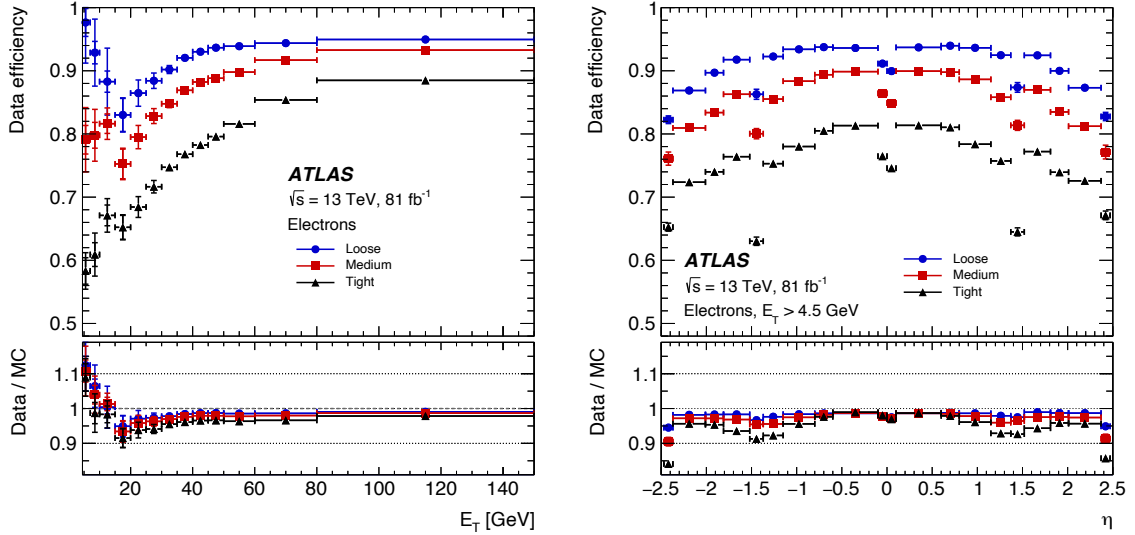 Data efficiency
1
0.9
0.8
0.7
0.6
0.5
ATLAS
√s = 13 TeV, 81 fb⁻¹
Electrons
Loose
Medium
Tight
Data / MC
1.1
1
0.9
20 40 60 80 100 120 140
E_T [GeV]
Data efficiency
1
0.9
0.8
0.7
0.6
0.5
ATLAS
√s = 13 TeV, 81 fb⁻¹
Electrons, E_T > 4.5 GeV
Loose
Medium
Tight
Data / MC
1.1
1
0.9
−2.5 −2 −1.5 −1 −0.5 0 0.5 1 1.5 2 2.5
η